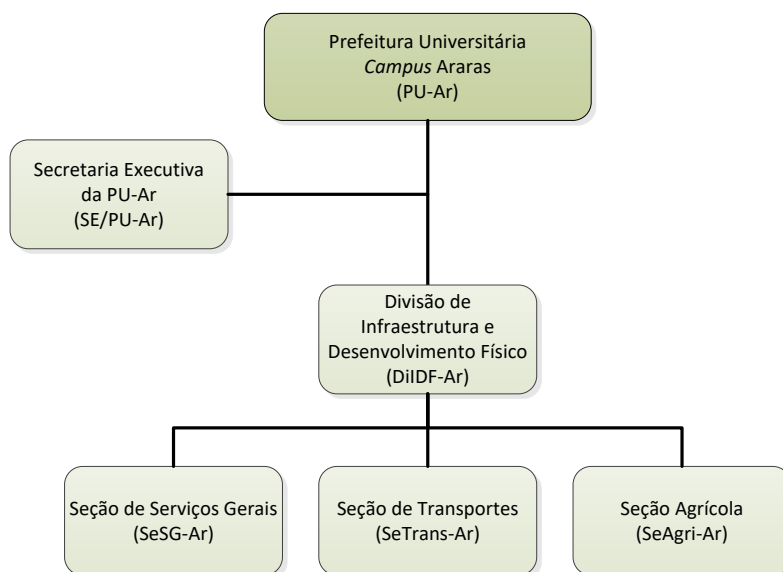 Prefeitura Universitária
Campus Araras
(PU-Ar)
Secretaria Executiva
da PU-Ar
(SE/PU-Ar)
Divisão de
Infraestrutura e
Desenvolvimento Físico
(DiIDF-Ar)
Seção de Serviços Gerais
(SeSG-Ar)
Seção de Transportes
(SeTrans-Ar)
Seção Agrícola
(SeAgri-Ar)